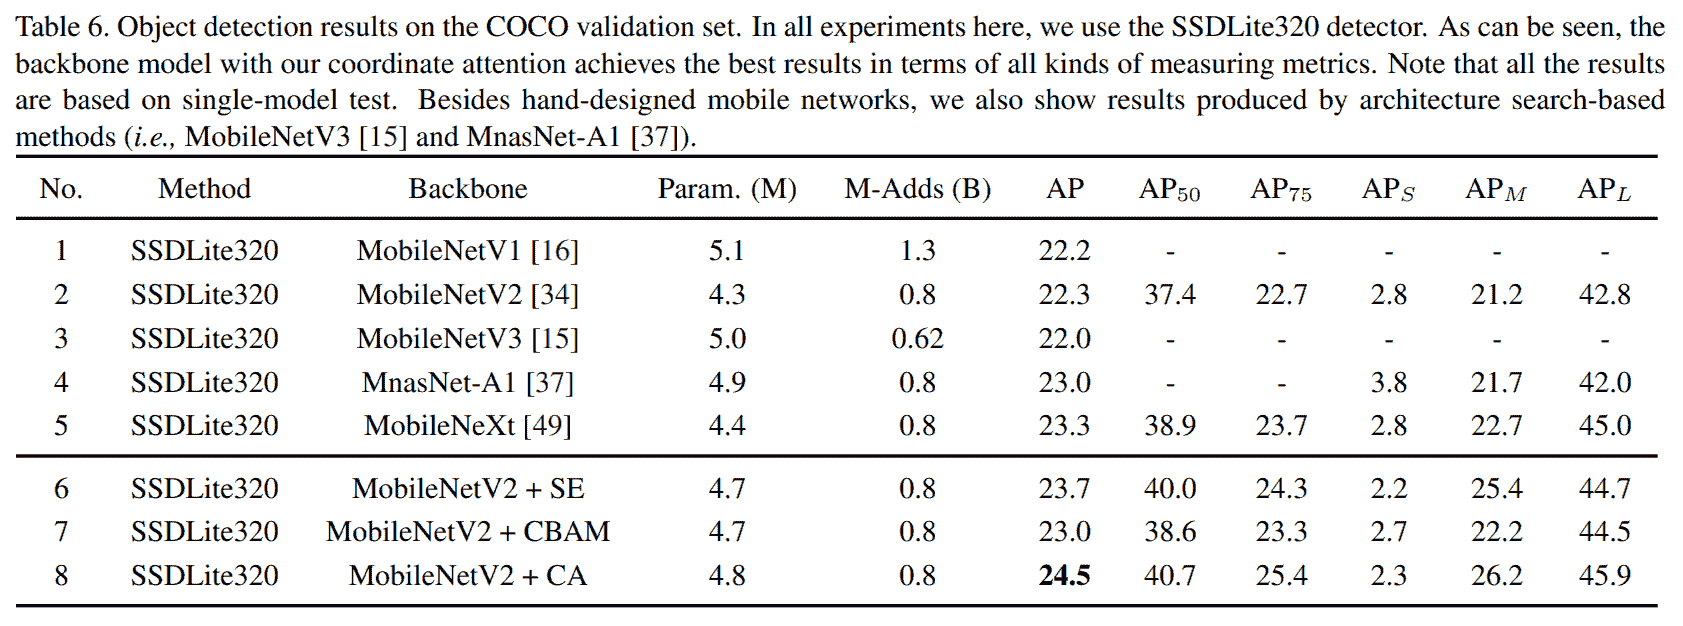 Table 6. Object detection results on the COCO validation set. In all experiments here, we use the SSDLite320 detector. As can be seen, the
backbone model with our coordinate attention achieves the best results in terms of all kinds of measuring metrics. Note that all the results
are based on single-model test. Besides hand-designed mobile networks, we also show results produced by architecture search-based
methods (i.e., MobileNetV3 [15] and MnasNet-A1 [37]).
No. Method Backbone Param. (M) M-Adds (B) AP AP50 AP75 APS APM APL
1 SSDLite320 MobileNetV1 [16] 5.1 1.3 22.2 - - - - -
2 SSDLite320 MobileNetV2 [34] 4.3 0.8 22.3 37.4 22.7 2.8 21.2 42.8
3 SSDLite320 MobileNetV3 [15] 5.0 0.62 22.0 - - - - -
4 SSDLite320 MnasNet-A1 [37] 4.9 0.8 23.0 - - 3.8 21.7 42.0
5 SSDLite320 MobileNeXt [49] 4.4 0.8 23.3 38.9 23.7 2.8 22.7 45.0
6 SSDLite320 MobileNetV2 + SE 4.7 0.8 23.7 40.0 24.3 2.2 25.4 44.7
7 SSDLite320 MobileNetV2 + CBAM 4.7 0.8 23.0 38.6 23.3 2.7 22.2 44.5
8 SSDLite320 MobileNetV2 + CA 4.8 0.8 24.5 40.7 25.4 2.3 26.2 45.9